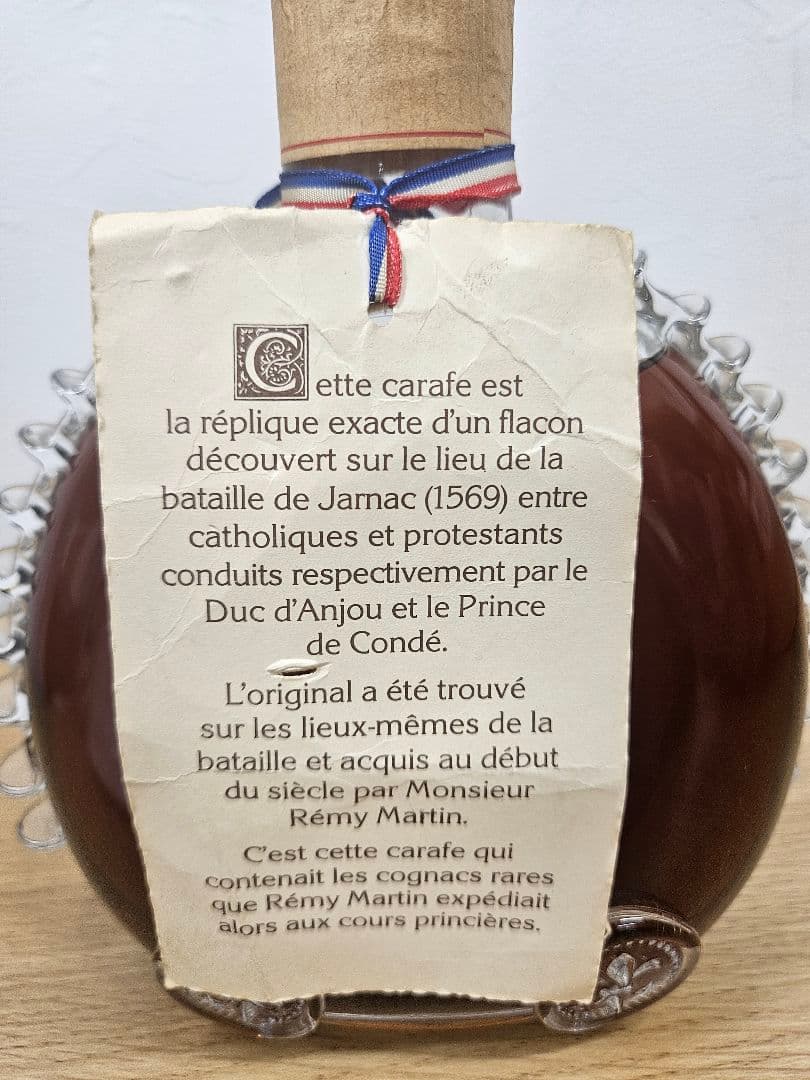 Cette carafe est
la réplique exacte d'un flacon
découvert sur le lieu de la
bataille de Jarnac (1569) entre
catholiques et protestants
conduits respectivement par le
Duc d'Anjou et le Prince
de Condé.
L'original a été trouvé
sur les lieux-mêmes de la
bataille et acquis au début
du siècle par Monsieur
Rémy Martin.
C'est cette carafe qui
contenait les cognacs rares
que Rémy Martin expédiait
alors aux cours princières.